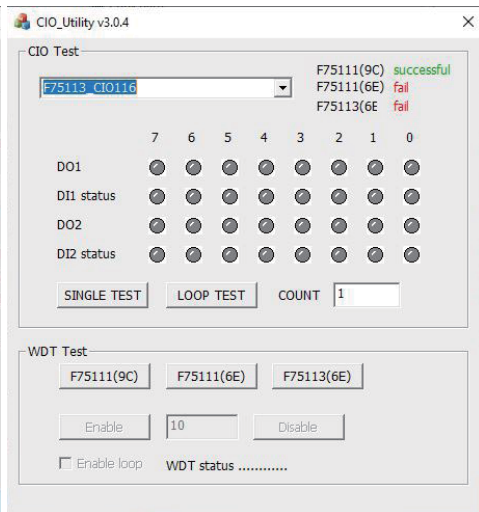 CIO_Utility v3.0.4
CIO Test
F75113_CIO116
F75111(9C) successful
F75111(6E) fail
F75113(6E fail
7 6 5 4 3 2 1 0
DO1
DI1 status
DO2
DI2 status
SINGLE TEST LOOP TEST COUNT 1
WDT Test
F75111(9C) F75111(6E) F75113(6E)
Enable 10 Disable
Enable loop WDT status ............